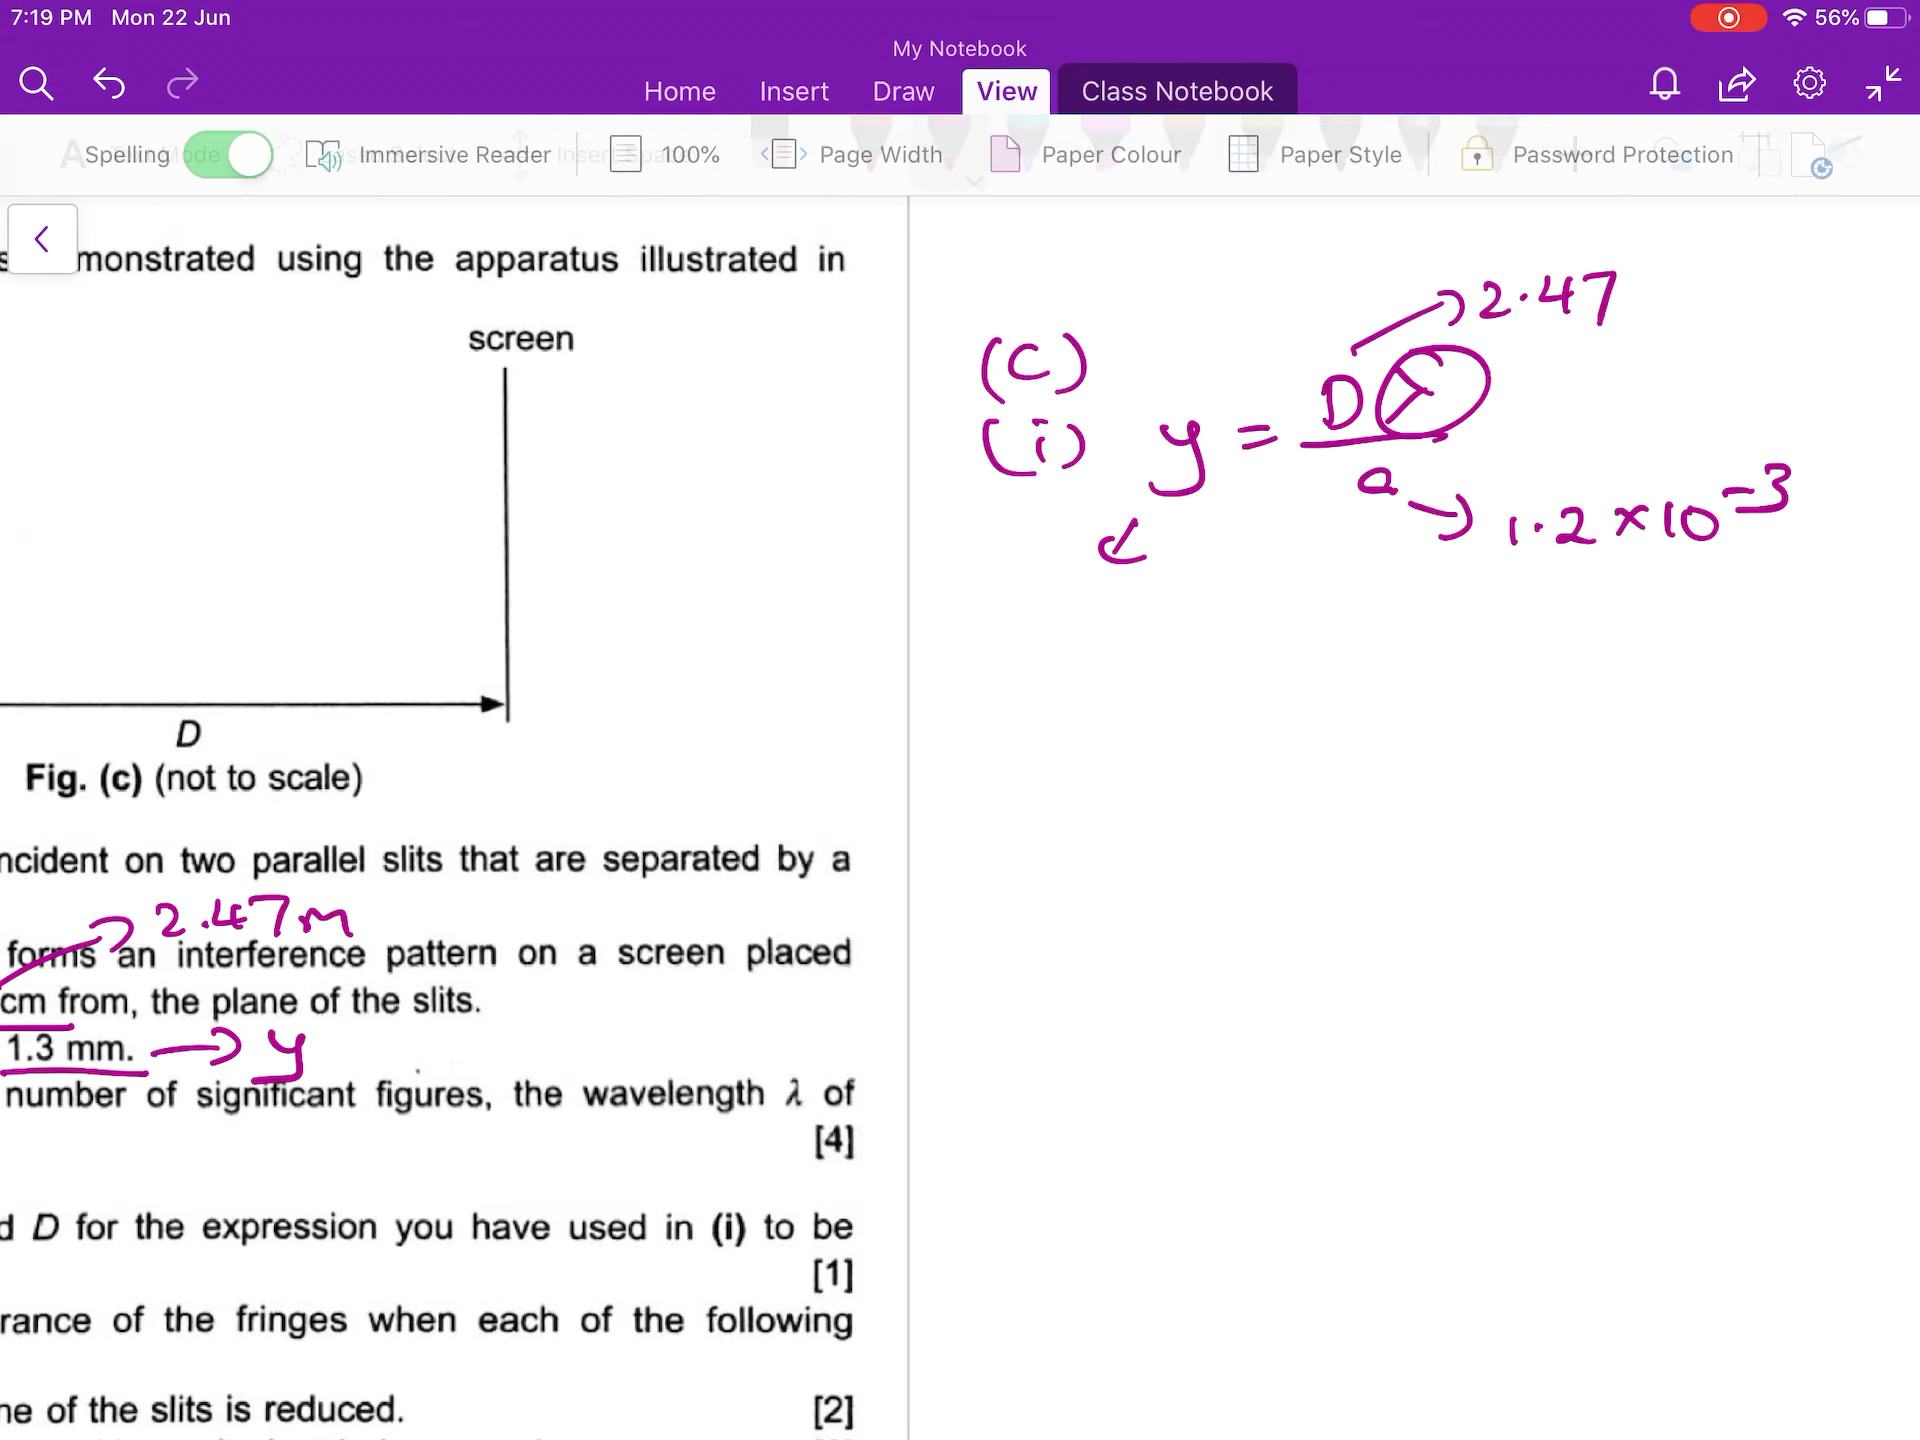 7:19 PM Mon 22 Jun
56%
My Notebook
Home Insert Draw View Class Notebook
Spelling Immersive Reader 100% Page Width Paper Colour Paper Style Password Protection
monstrated using the apparatus illustrated in
screen
D
Fig. (c) (not to scale)
ncident on two parallel slits that are separated by a
2.47m
forms an interference pattern on a screen placed
cm from, the plane of the slits.
1.3 mm. → y
number of significant figures, the wavelength λ of
[4]
d D for the expression you have used in (i) to be
[1]
rance of the fringes when each of the following
ne of the slits is reduced. [2]
→ 2.47
(C)
(i) y = Dλ / a
→ 1.2 × 10⁻³